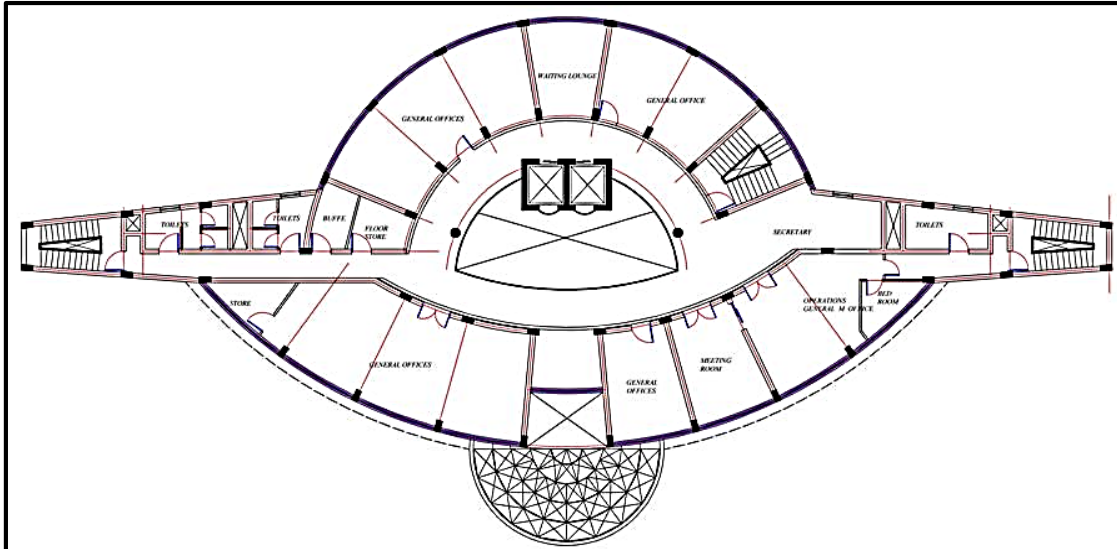 WAITING LOUNGE
GENERAL OFFICES
GENERAL OFFICE
TOILETS
TOILETS
BUFFE
FLOOR
STORE
SECRETARY
TOILETS
STORE
OPERATIONS
GENERAL M OFFICE
BED
ROOM
GENERAL OFFICES
GENERAL
OFFICES
MEETING
ROOM